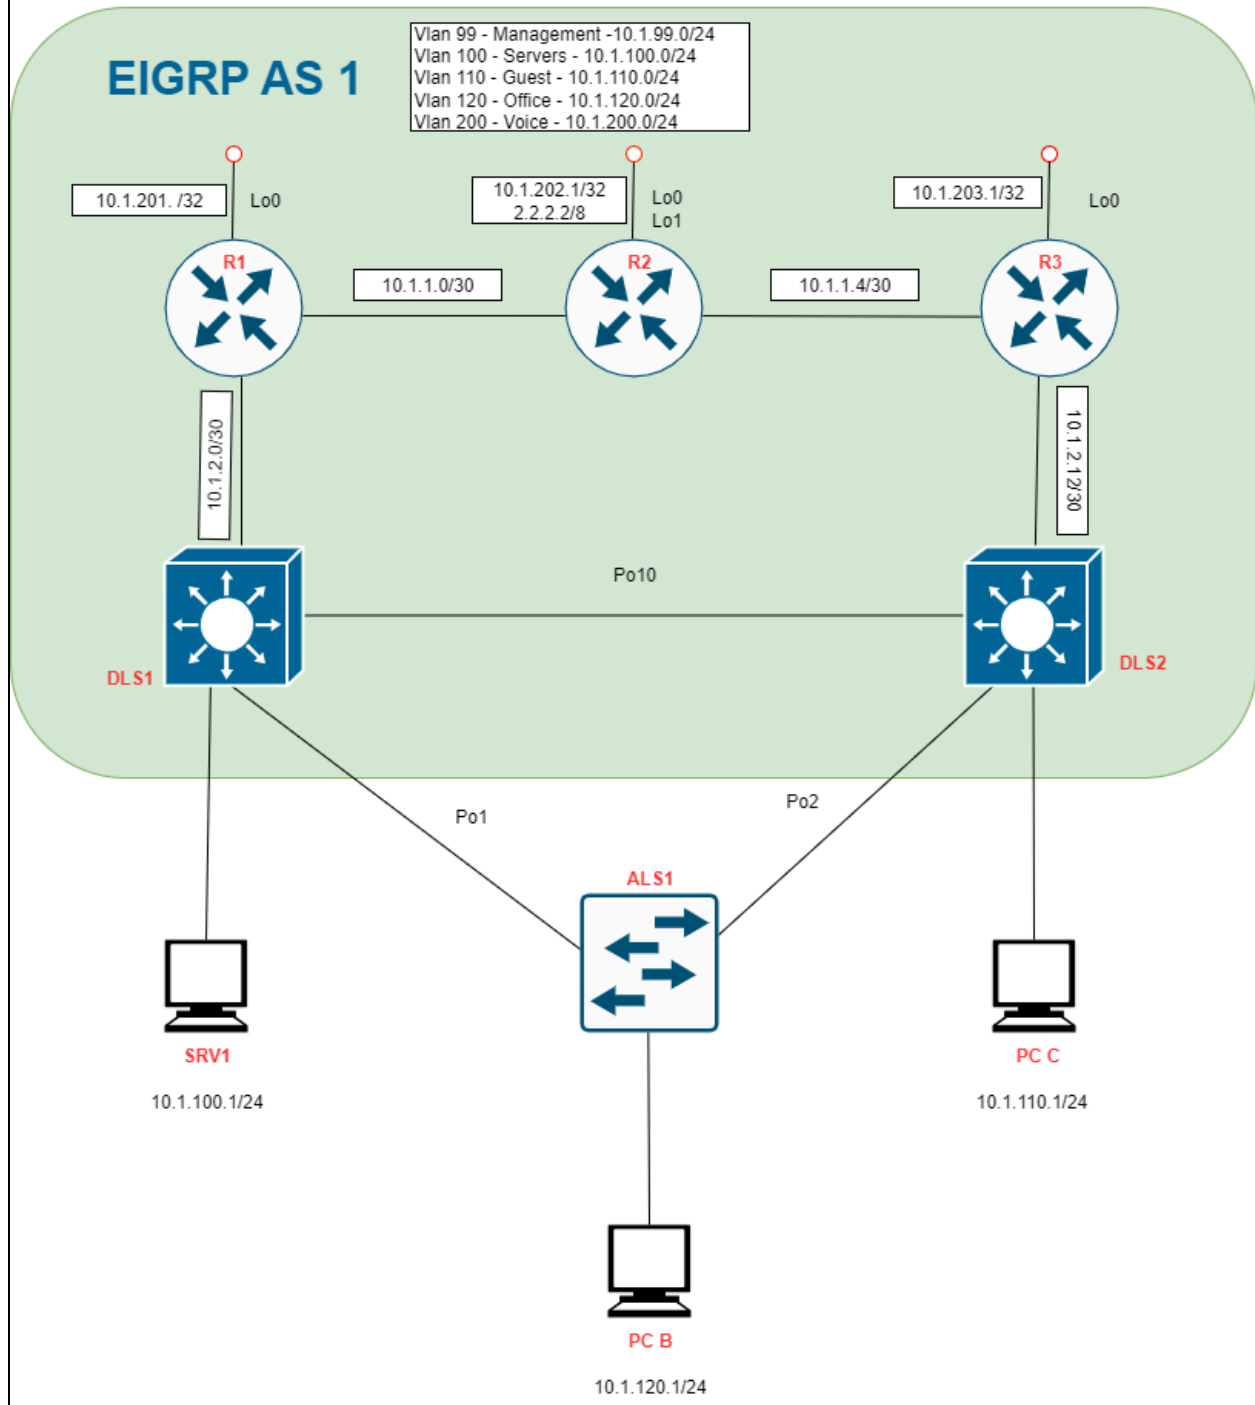 Vlan 99 - Management -10.1.99.0/24
Vlan 100 - Servers - 10.1.100.0/24
Vlan 110 - Guest - 10.1.110.0/24
Vlan 120 - Office - 10.1.120.0/24
Vlan 200 - Voice - 10.1.200.0/24
EIGRP AS 1
10.1.201. /32
Lo0
10.1.202.1/32
2.2.2.2/8
Lo0
Lo1
10.1.203.1/32
Lo0
R1
R2
R3
10.1.1.0/30
10.1.1.4/30
10.1.2.0/30
10.1.2.12/30
Po10
DLS1
DLS2
Po1
Po2
ALS1
SRV1
10.1.100.1/24
PC C
10.1.110.1/24
PC B
10.1.120.1/24